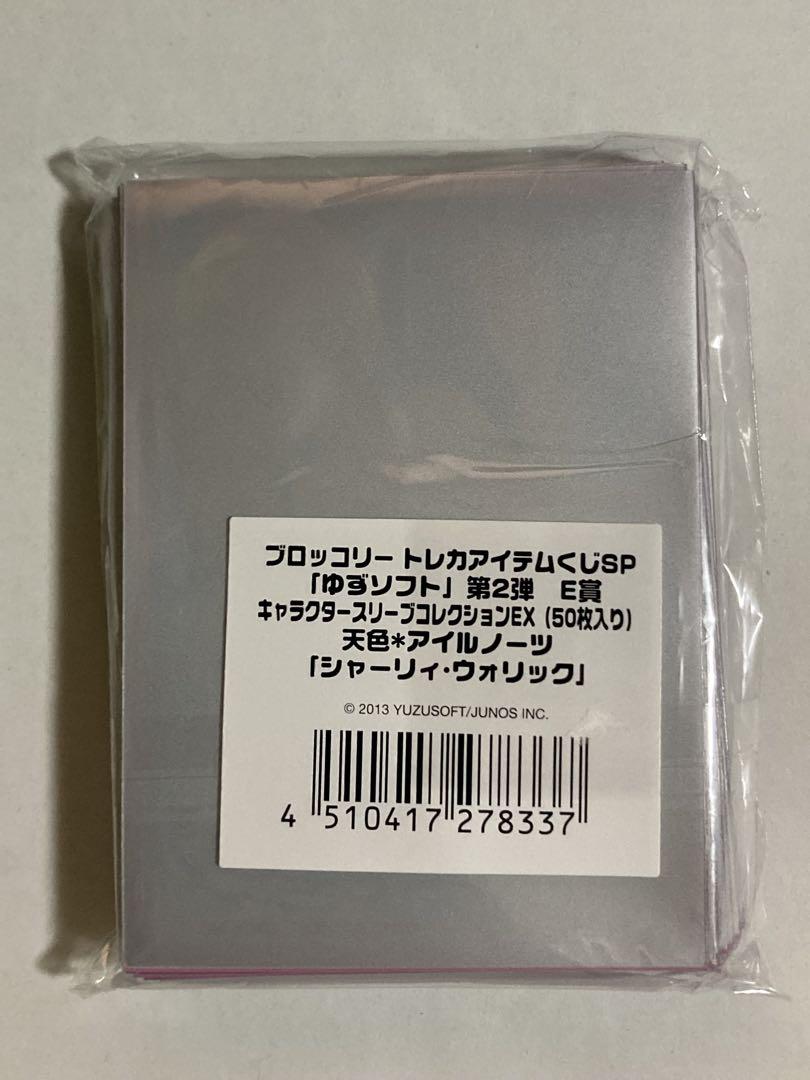 ブロッコリー トレカアイテムくじSP
「ゆずソフト」第2弾　E賞
キャラクタースリーブコレクションEX（50枚入り）
天色*アイルノーツ
「シャーリィ・ウォリック」
© 2013 YUZUSOFT/JUNOS INC.
4 510417 278337